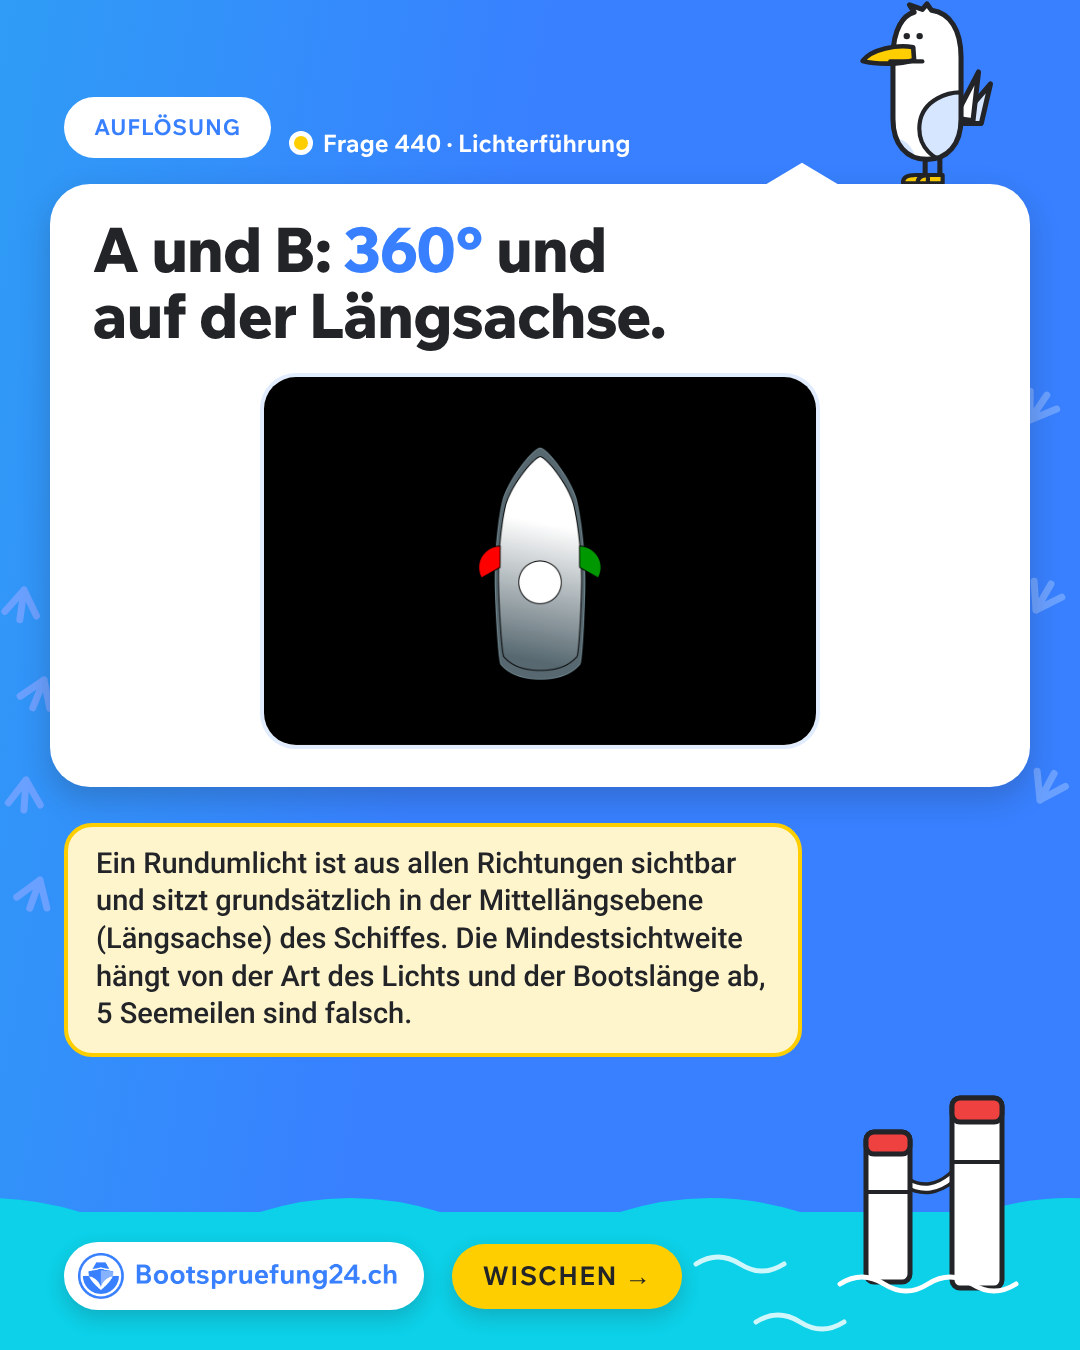 AUFLÖSUNG
Frage 440 · Lichterführung
A und B: 360° und
auf der Längsachse.
Ein Rundumlicht ist aus allen Richtungen sichtbar
und sitzt grundsätzlich in der Mittellängsebene
(Längsachse) des Schiffes. Die Mindestsichtweite
hängt von der Art des Lichts und der Bootslänge ab,
5 Seemeilen sind falsch.
Bootspruefung24.ch
WISCHEN →